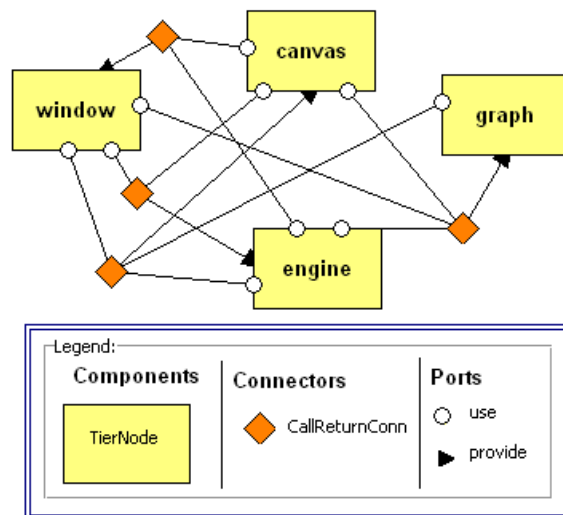 canvas
window
graph
engine
Legend:
Components
Connectors
Ports
TierNode
CallReturnConn
use
provide